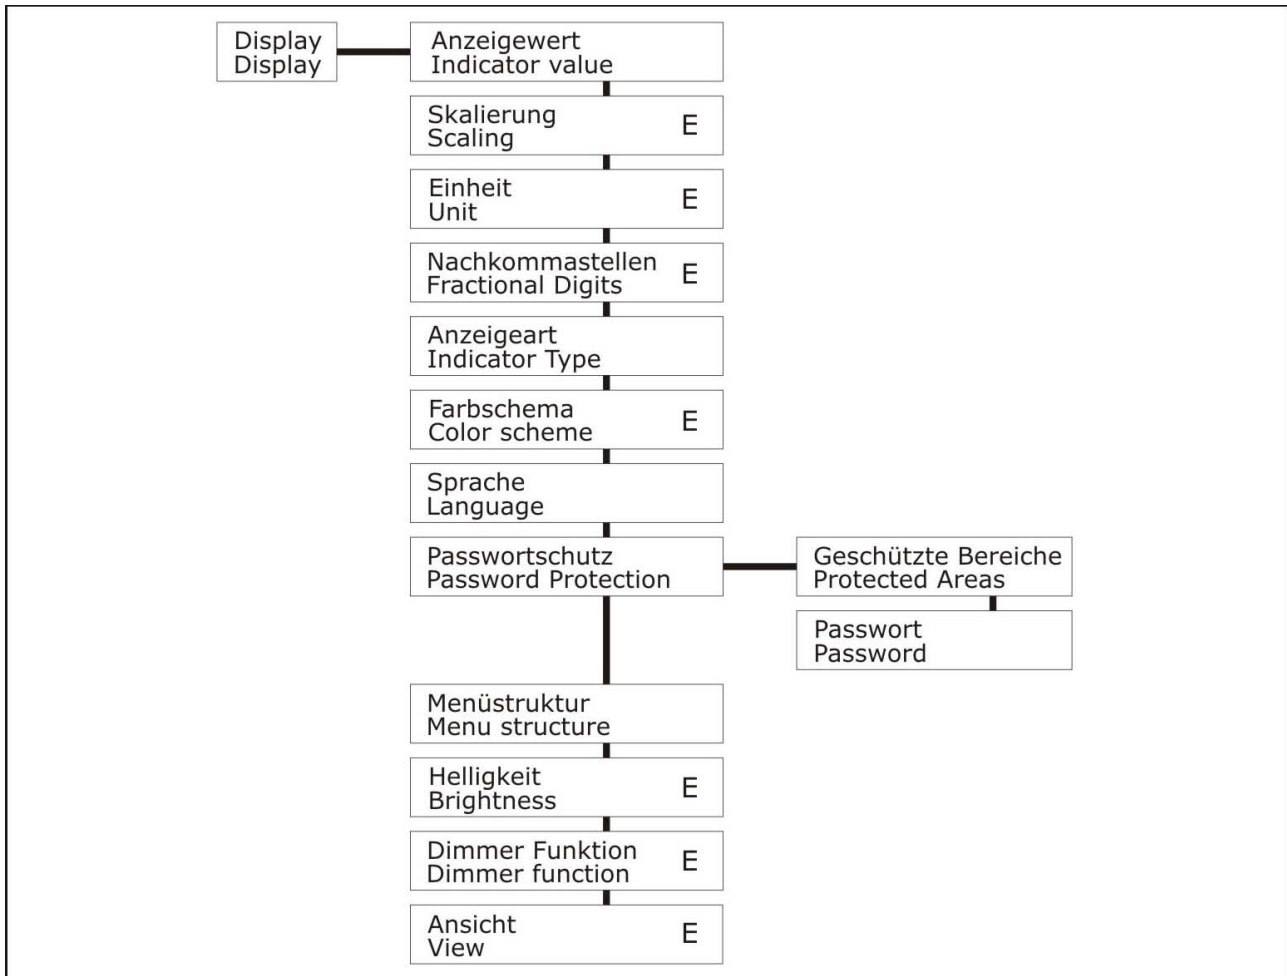 Display
Display
Anzeigewert
Indicator value
Skalierung
Scaling
E
Einheit
Unit
E
Nachkommastellen
Fractional Digits
E
Anzeigeart
Indicator Type
Farbschema
Color scheme
E
Sprache
Language
Passwortschutz
Password Protection
Geschützte Bereiche
Protected Areas
Passwort
Password
Menüstruktur
Menu structure
Helligkeit
Brightness
E
Dimmer Funktion
Dimmer function
E
Ansicht
View
E